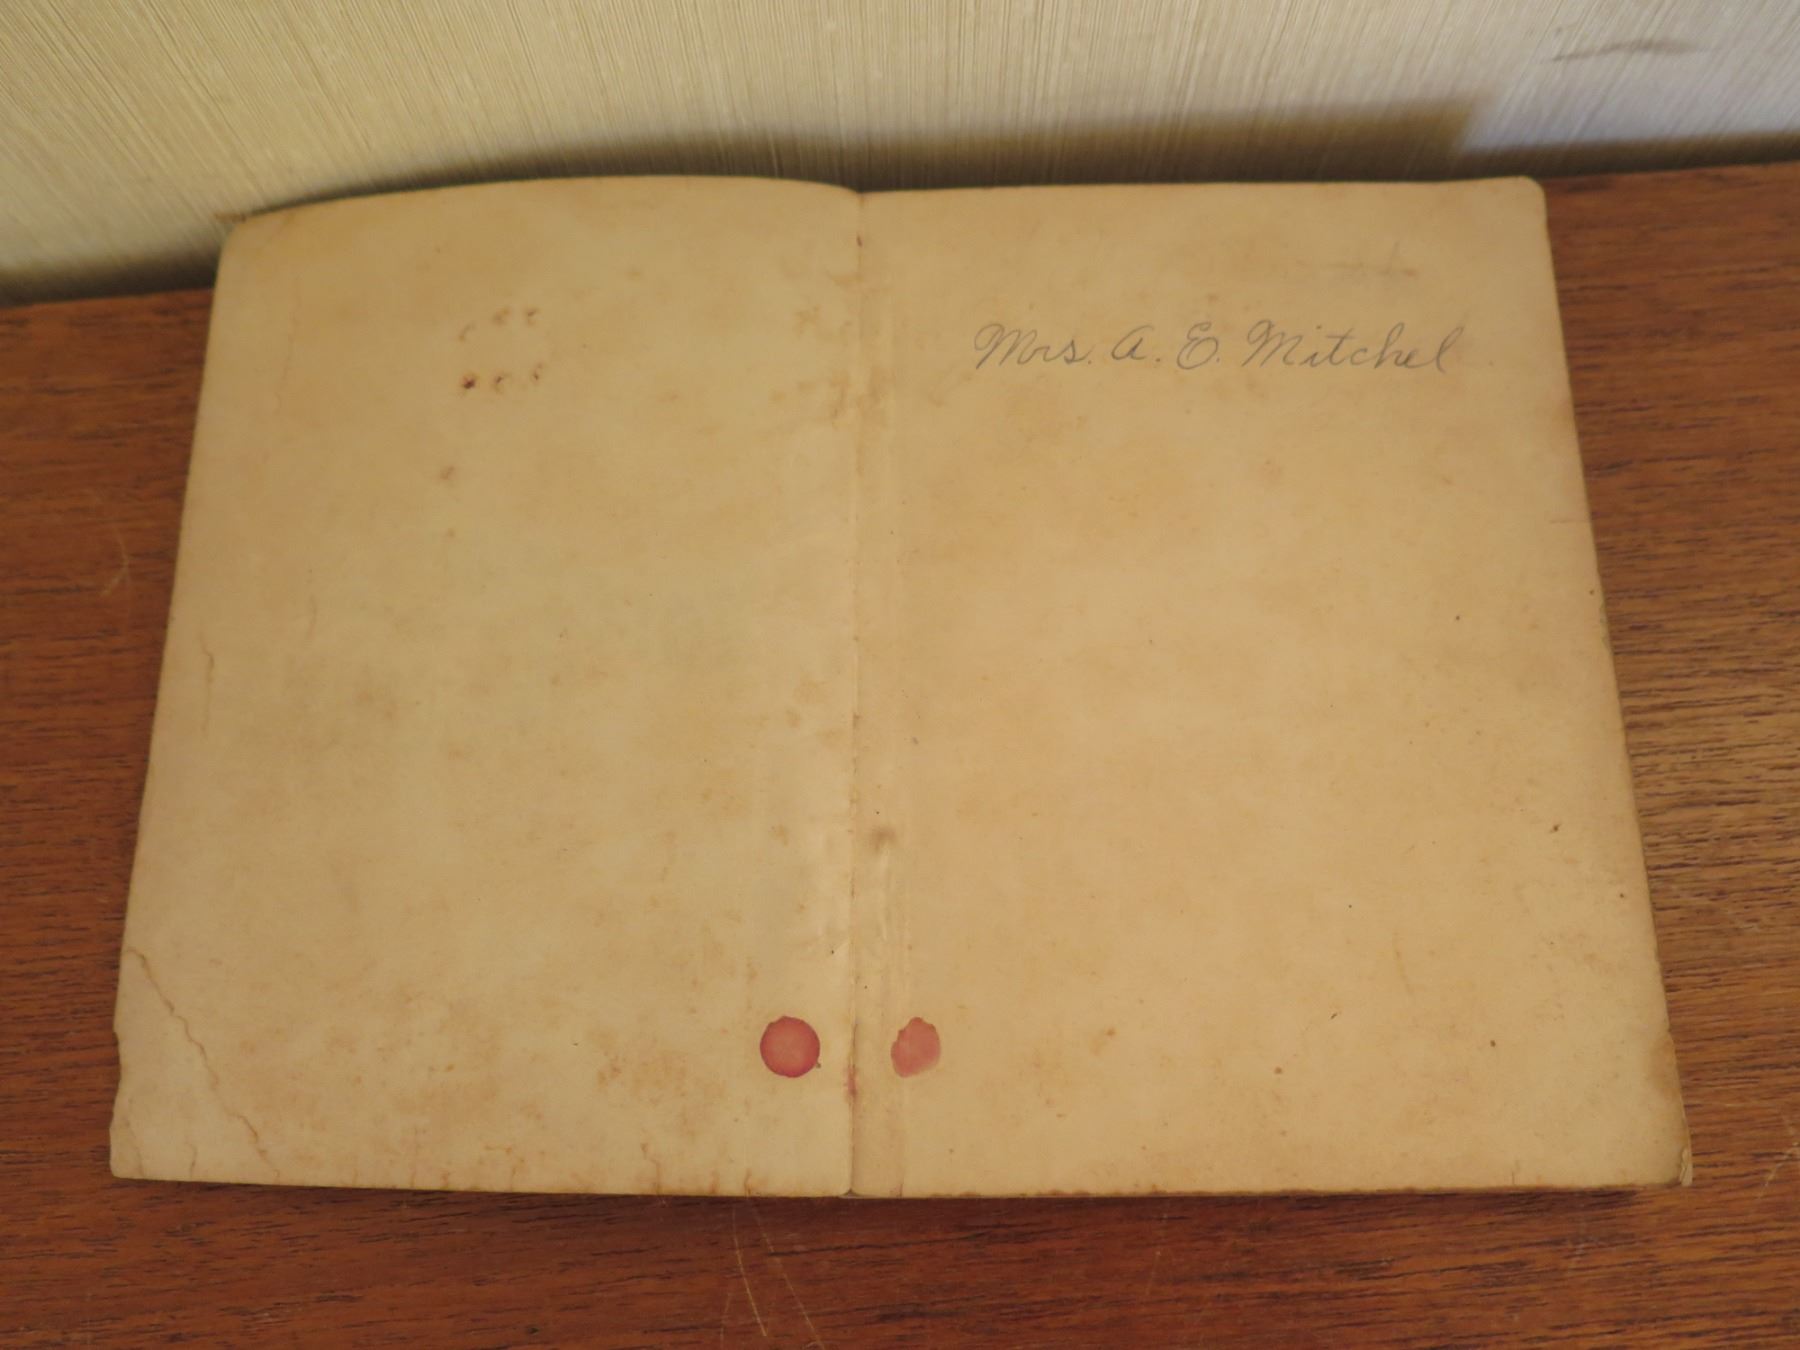 Mrs. A. E. Mitchel